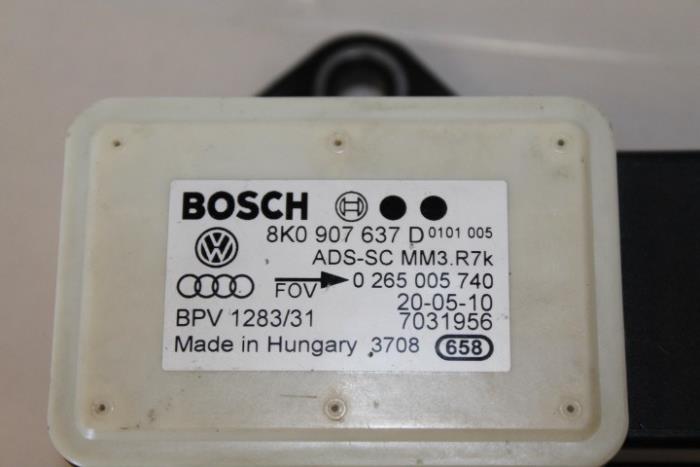 BOSCH
8K0 907 637 D 0101 005
ADS-SC MM3.R7k
FOV 0 265 005 740
20-05-10
BPV 1283/31 7031956
Made in Hungary 3708 658